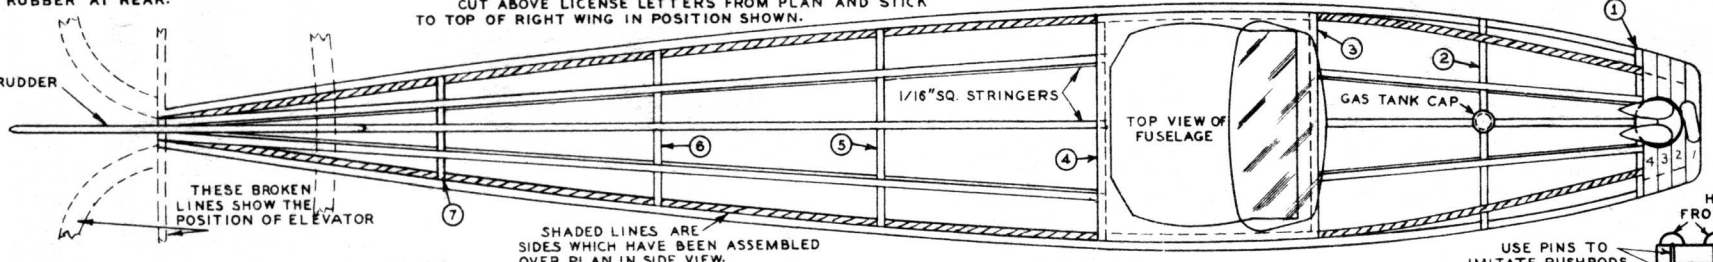 RUBBER AT REAR.
CUT ABOVE LICENSE LETTERS FROM PLAN AND STICK
TO TOP OF RIGHT WING IN POSITION SHOWN.
1
3
2
RUDDER
1/16" SQ. STRINGERS
GAS TANK CAP
TOP VIEW OF
FUSELAGE
6
5
4
4 3 2 1
THESE BROKEN
LINES SHOW THE
POSITION OF ELEVATOR
7
SHADED LINES ARE
SIDES WHICH HAVE BEEN ASSEMBLED
OVER PLAN IN SIDE VIEW.
H
FRO
USE PINS TO
IMITATE PUSHRODS